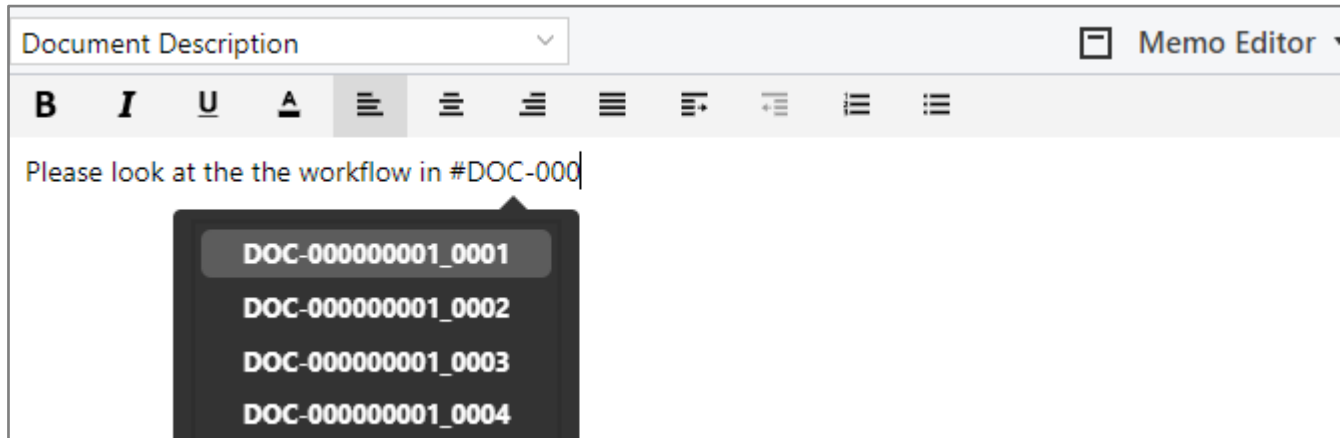 Document Description
Memo Editor
B I U A
Please look at the the workflow in #DOC-000
DOC-000000001_0001
DOC-000000001_0002
DOC-000000001_0003
DOC-000000001_0004